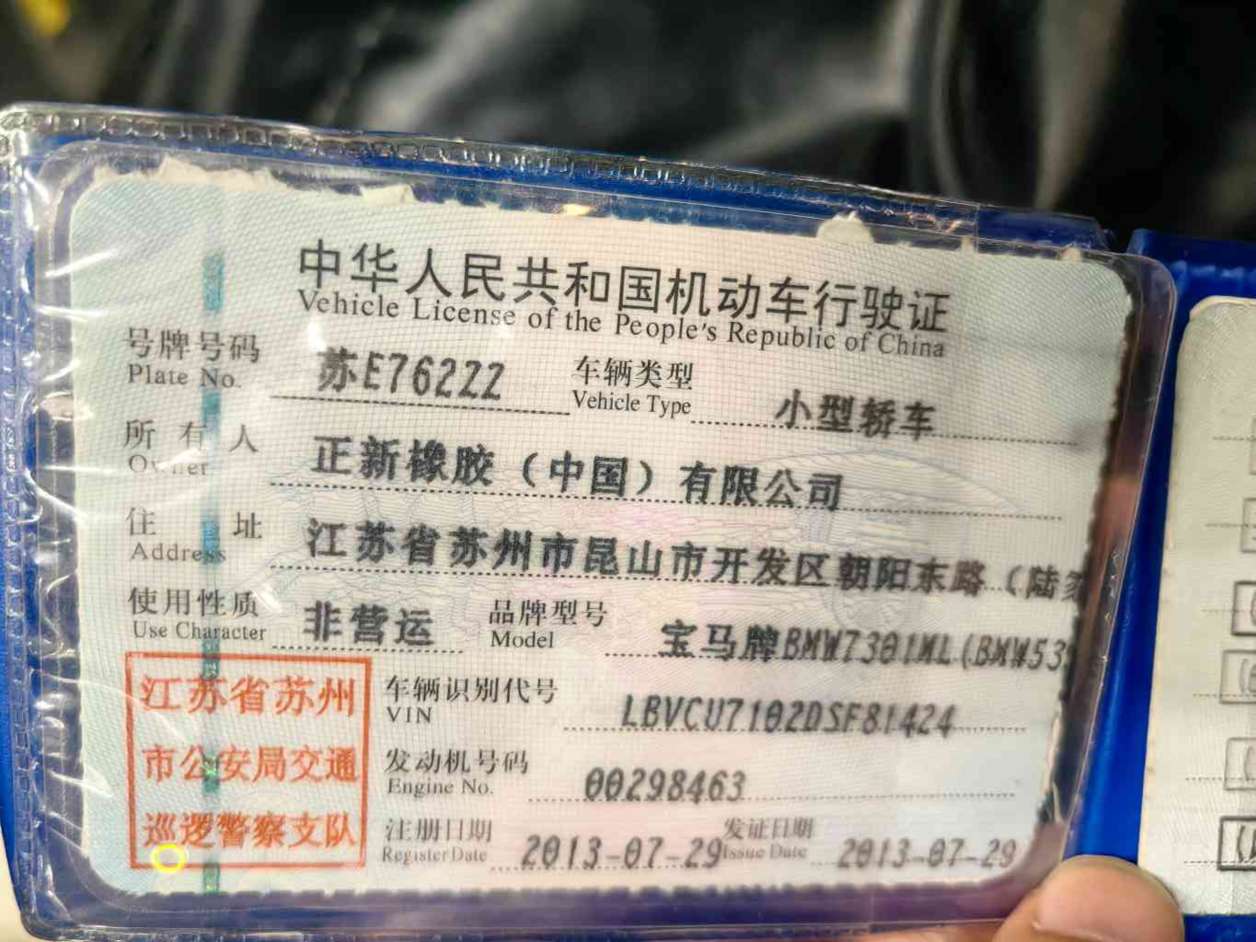 中华人民共和国机动车行驶证
Vehicle License of the People's Republic of China
号牌号码 苏E762ZZ 车辆类型 小型轿车
Plate No. Vehicle Type
所有人 正新橡胶（中国）有限公司
Owner
住址 江苏省苏州市昆山市开发区朝阳东路（陆家
Address
使用性质 非营运 品牌型号 宝马牌BMW7301ML(BMW535
Use Character Model
江苏省苏州
市公安局交通
巡逻警察支队
车辆识别代号 LBVCU7102DSF81424
VIN
发动机号码 00298463
Engine No.
注册日期 2013-07-29 发证日期 2013-07-29
Register Date Issue Date